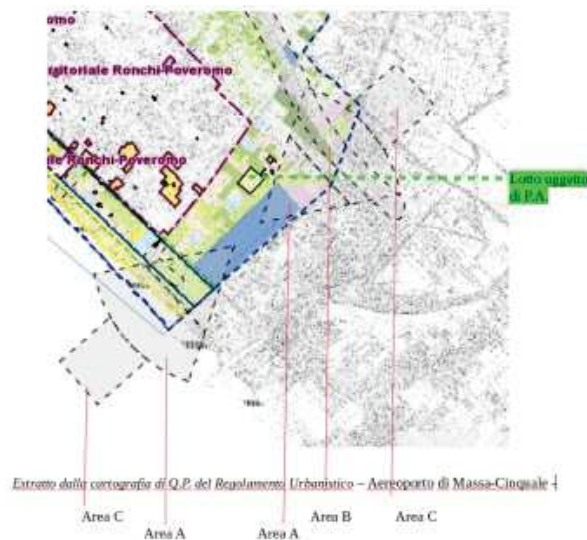 omo
ritoriale Ronchi-Poveromo
le Ronchi-Poveromo
Lotto oggetto
di P.A.
Estratto dalla cartografia di Q.P. del Regolamento Urbanistico – Aereoporto di Massa-Cinquale
Area C
Area A
Area A
Area B
Area C